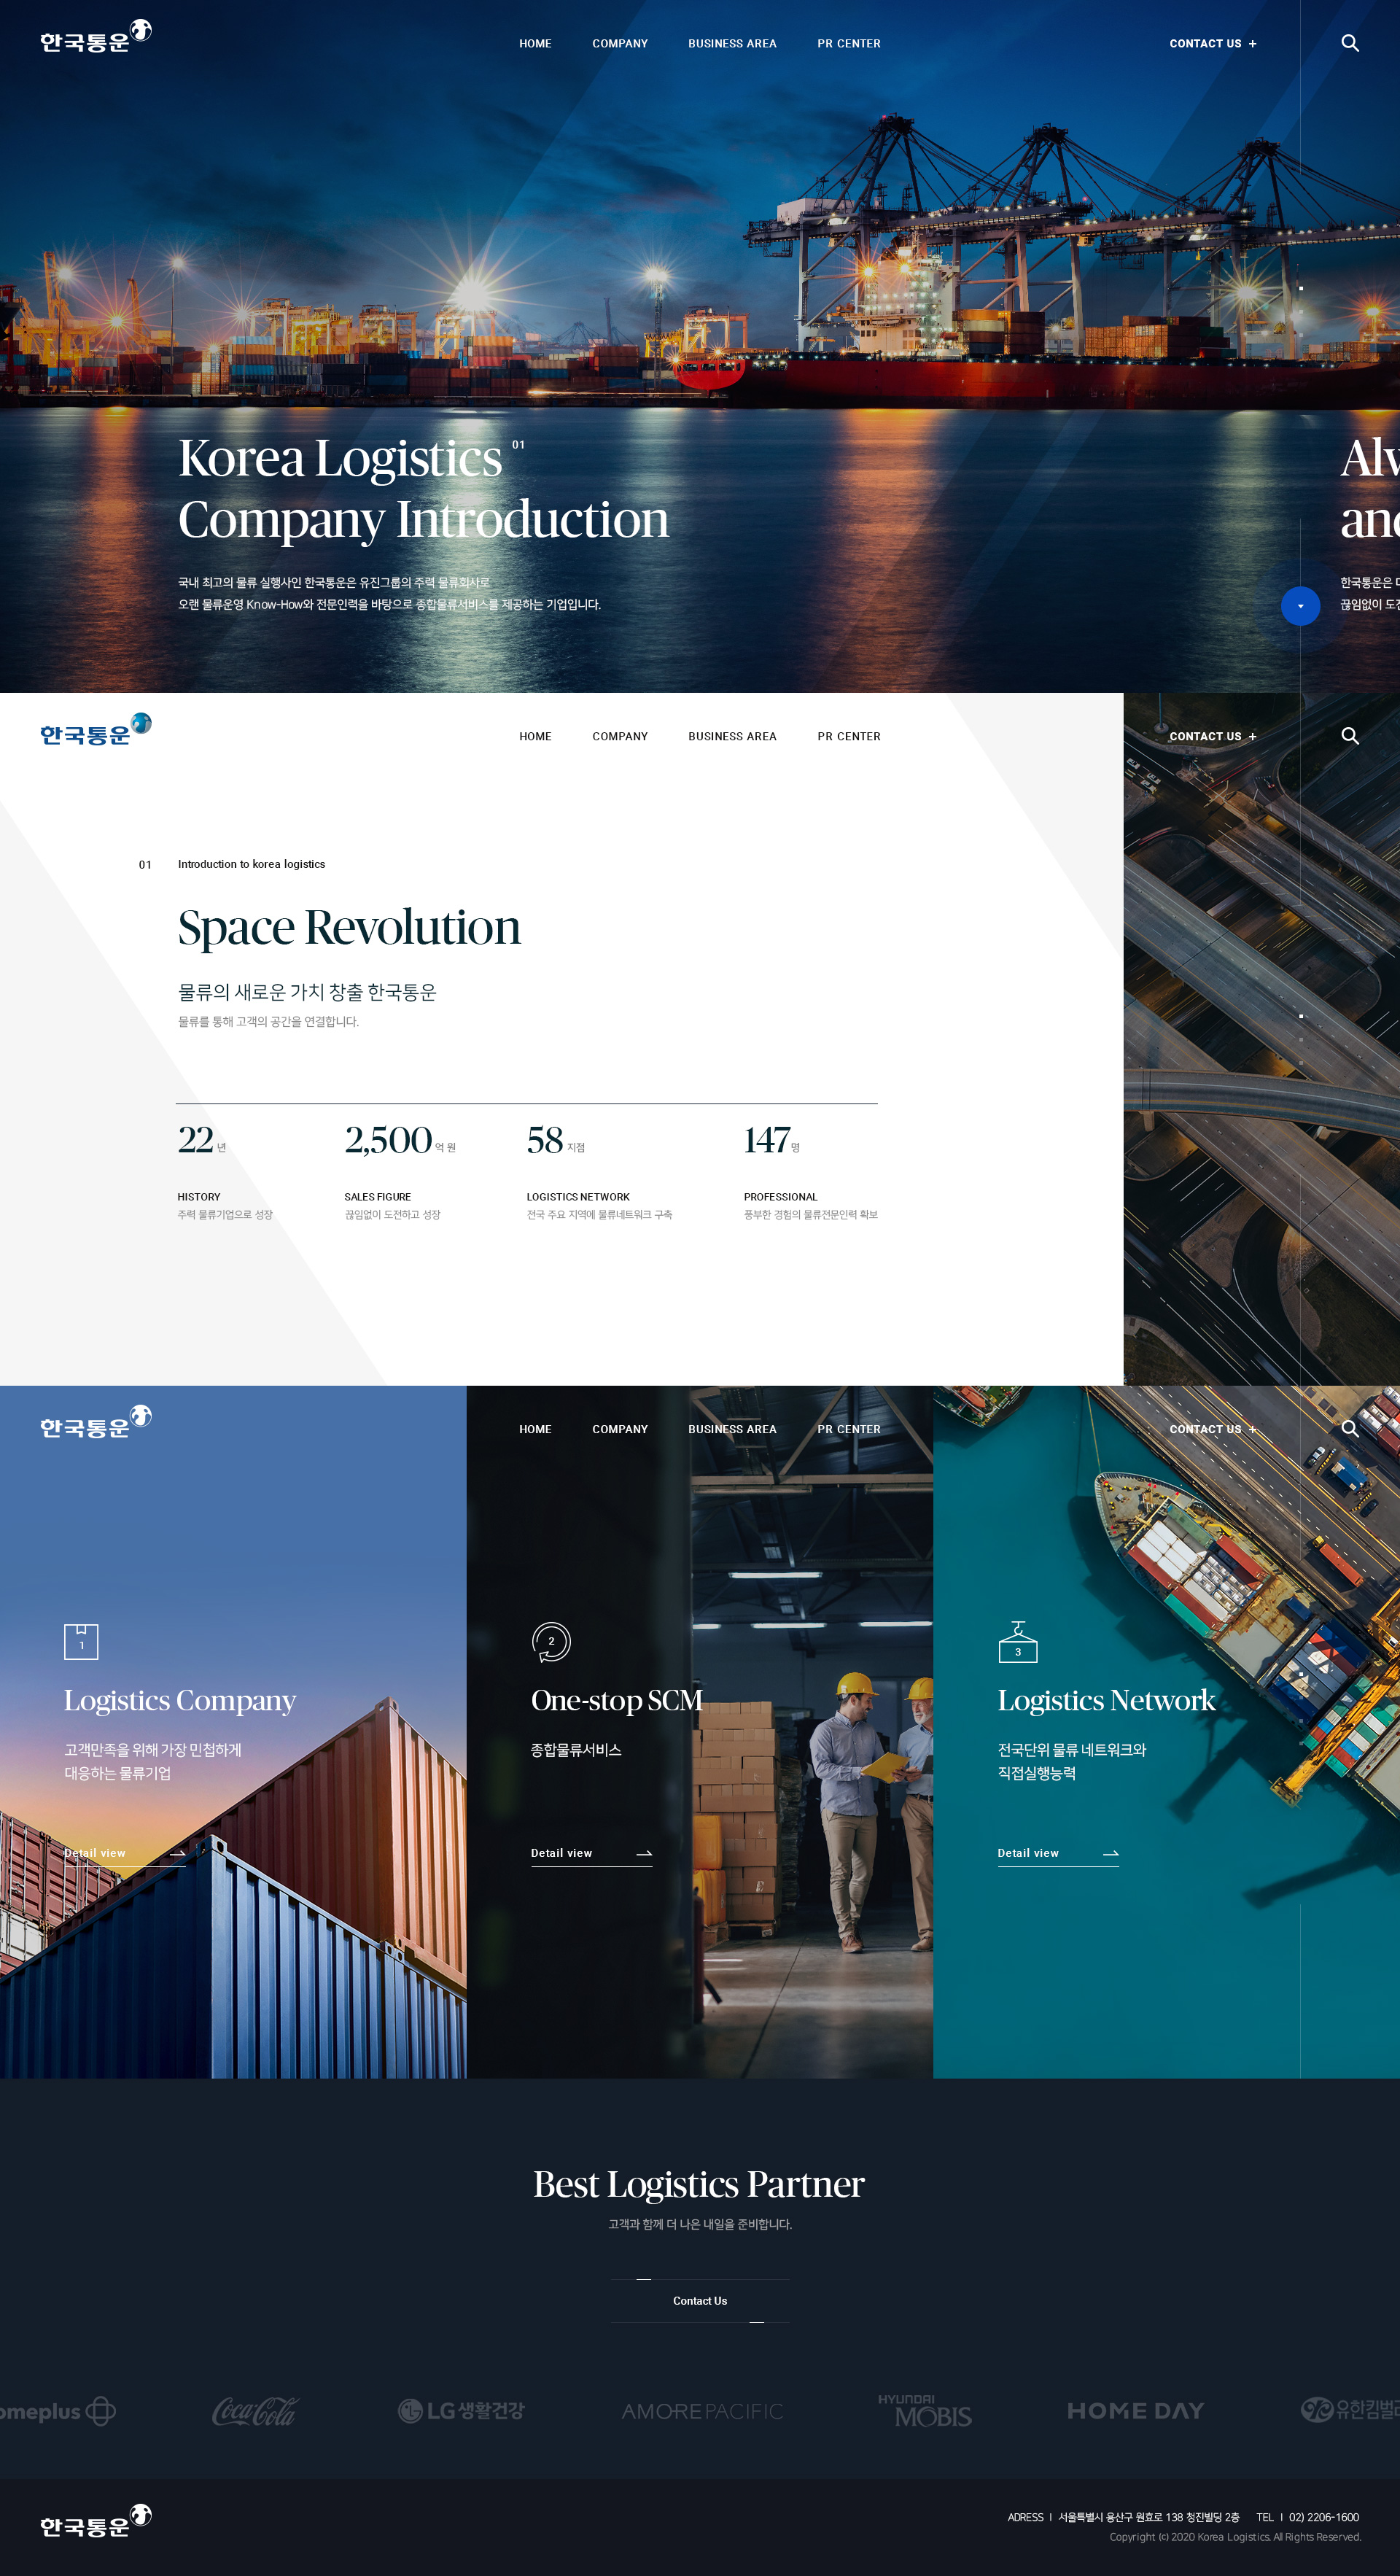 한국통운
HOME COMPANY BUSINESS AREA PR CENTER
CONTACT US +
Korea Logistics 01
Company Introduction
국내 최고의 물류 실행사인 한국통운은 유진그룹의 주력 물류회사로
오랜 물류운영 Know-How와 전문인력을 바탕으로 종합물류서비스를 제공하는 기업입니다.
and
한국통운은
끊임없이 도전
한국통운
HOME COMPANY BUSINESS AREA PR CENTER
CONTACT US +
01 Introduction to korea logistics
Space Revolution
물류의 새로운 가치 창출 한국통운
물류를 통해 고객의 공간을 연결합니다.
22 년
HISTORY
주력 물류기업으로 성장
2,500 억 원
SALES FIGURE
끊임없이 도전하고 성장
58 지점
LOGISTICS NETWORK
전국 주요 지역에 물류네트워크 구축
147 명
PROFESSIONAL
풍부한 경험의 물류전문인력 확보
한국통운
HOME COMPANY BUSINESS AREA PR CENTER
CONTACT US +
1
Logistics Company
고객만족을 위해 가장 민첩하게
대응하는 물류기업
Detail view
2
One-stop SCM
종합물류서비스
Detail view
3
Logistics Network
전국단위 물류 네트워크와
직접실행능력
Detail view
Best Logistics Partner
고객과 함께 더 나은 내일을 준비합니다.
Contact Us
omeplus
Coca-Cola
LG생활건강
AMOREPACIFIC
HYUNDAI
MOBIS
HOME DAY
유한킴벌리
한국통운
ADRESS | 서울특별시 용산구 원효로 138 청진빌딩 2층 TEL | 02) 2206-1600
Copyright (c) 2020 Korea Logistics. All Rights Reserved.